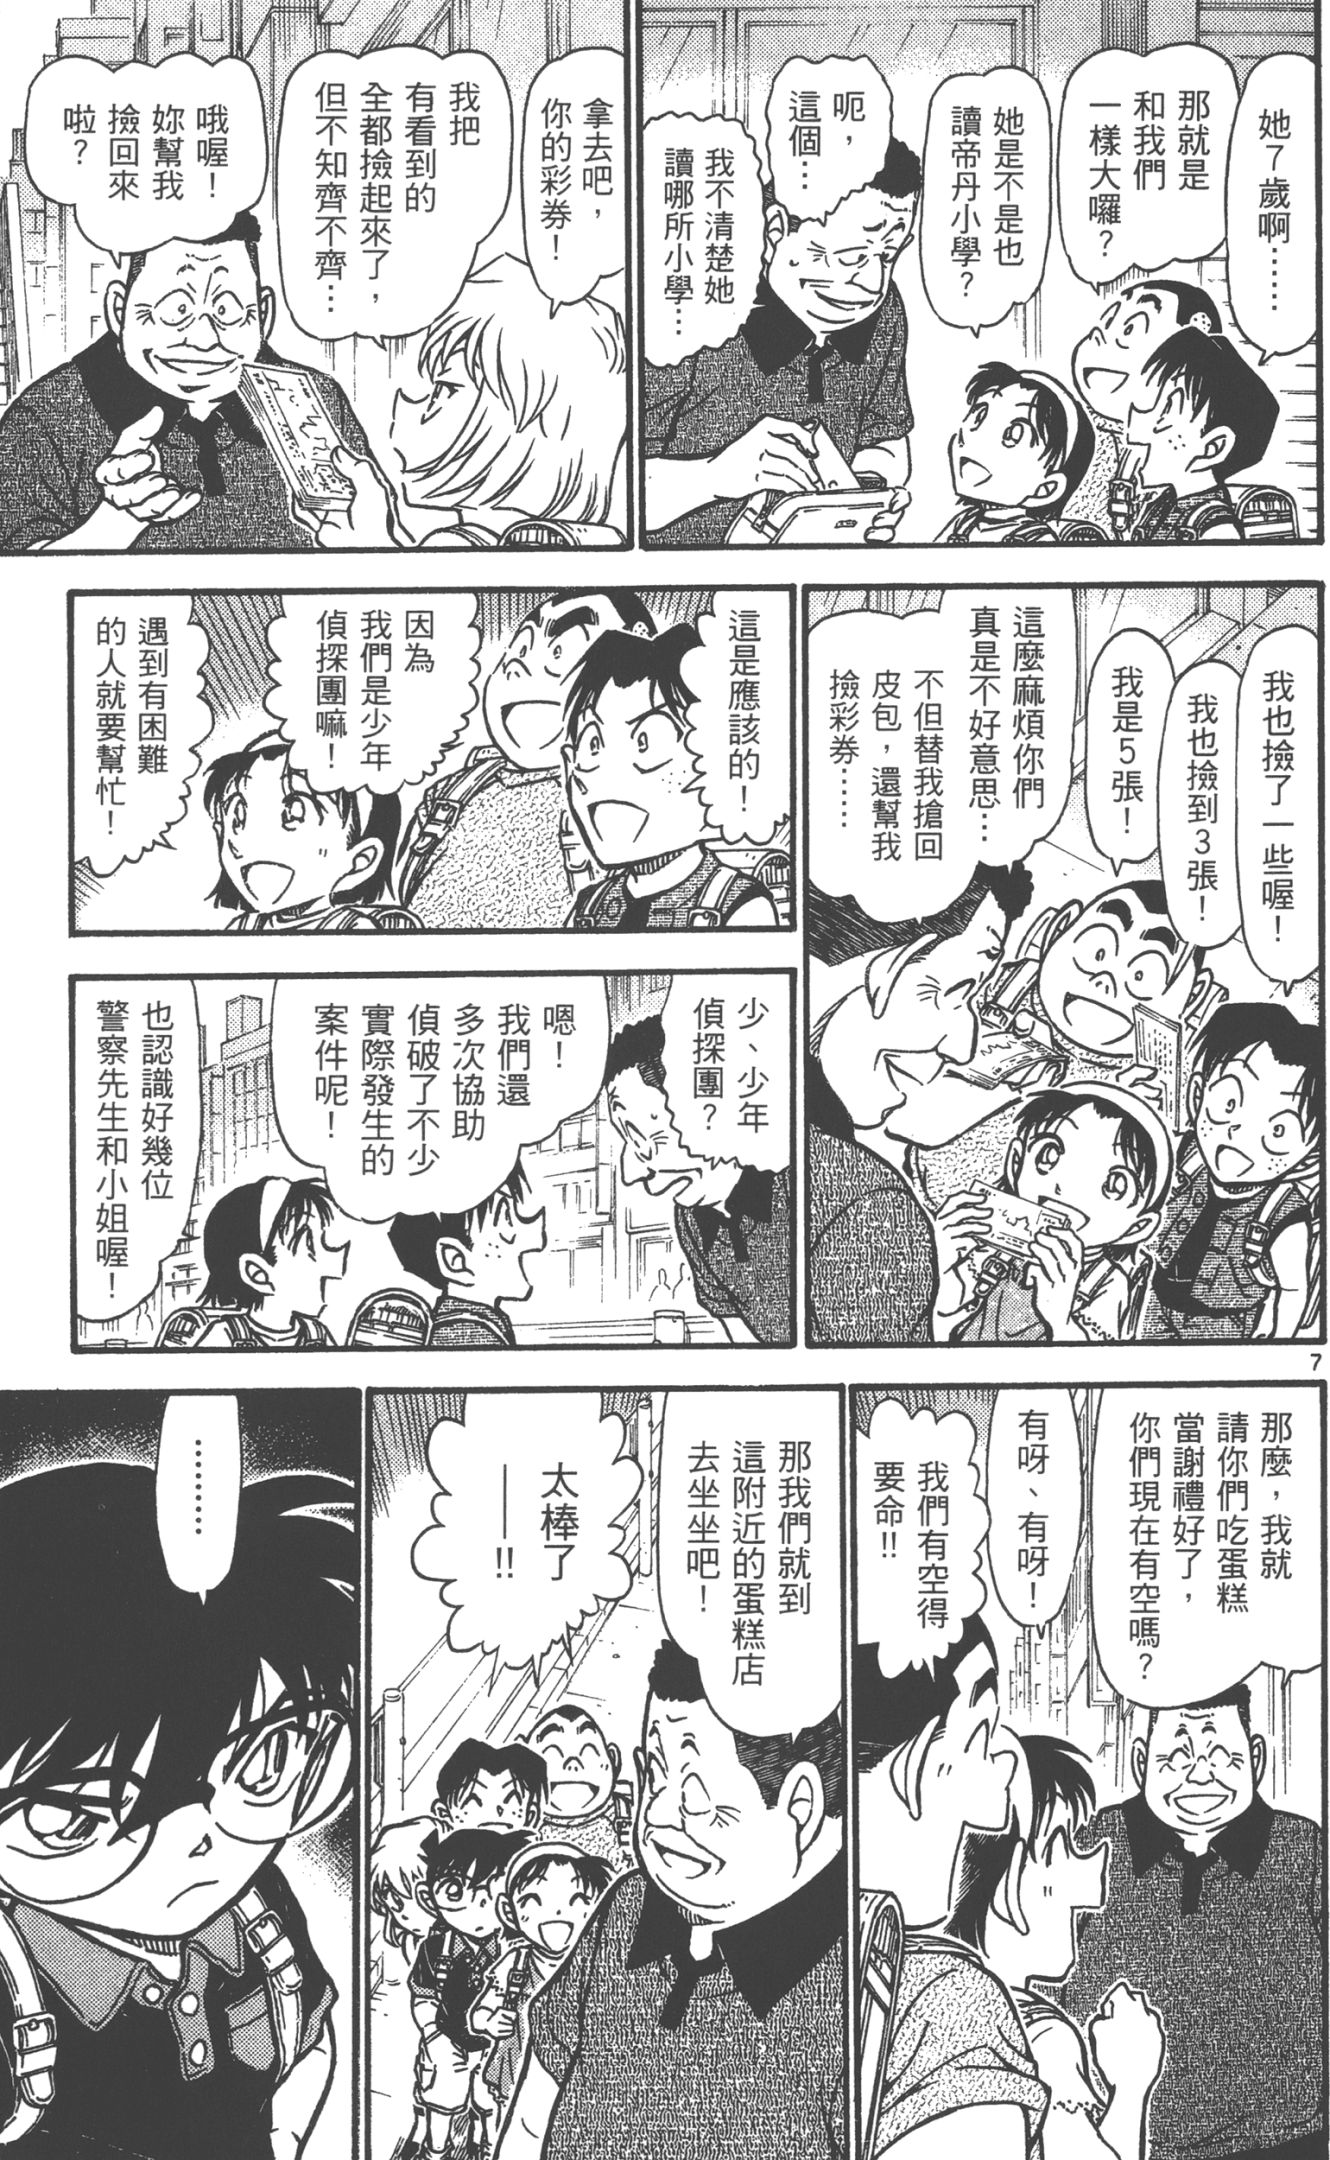 她7歲啊……
那就是
和我們
一樣大囉？
她是不是也
讀帝丹小學？
呃，
這個…
我不清楚她
讀哪所小學…
拿去吧，
你的彩券！
我把
有看到的
全都撿起來了，
但不知齊不齊…
哦喔！
妳幫我
撿回來
啦？
我也撿了一些喔！
我也撿到3張！
我是5張！
這麼麻煩你們
真是不好意思…
不但替我搶回
皮包，還幫我
撿彩券……
這是應該的！
因為
我們是少年
偵探團嘛！
遇到有困難
的人就要幫忙！
少、少年
偵探團？
嗯！
我們還
多次協助
偵破了不少
實際發生的
案件呢！
也認識好幾位
警察先生和小姐喔！
7
那麼，我就
請你們吃蛋糕
當謝禮好了，
你們現在有空嗎？
有呀、有呀！
我們有空得
要命!!
那我們就到
這附近的蛋糕店
去坐坐吧！
太棒了
——!!
………